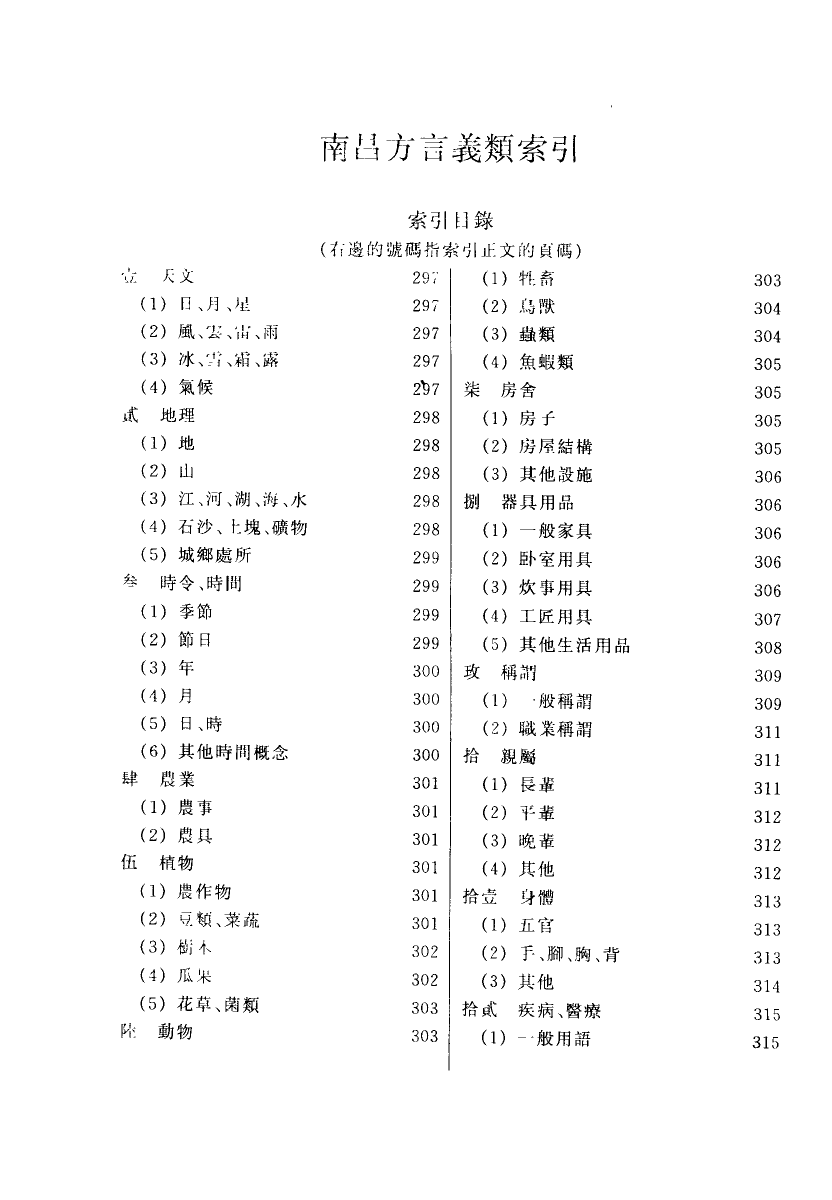 南昌方言義類索引
索引目錄
(右邊的號碼指索引正文的頁碼)
壹 天文 297
(1) 日、月、星 297
(2) 風、雲、雷、雨 297
(3) 冰、雪、霜、露 297
(4) 氣候 297
貳 地理 298
(1) 地 298
(2) 山 298
(3) 江、河、湖、海、水 298
(4) 石沙、土塊、礦物 298
(5) 城鄉處所 299
叁 時令、時間 299
(1) 季節 299
(2) 節日 299
(3) 年 300
(4) 月 300
(5) 日、時 300
(6) 其他時間概念 300
肆 農業 301
(1) 農事 301
(2) 農具 301
伍 植物 301
(1) 農作物 301
(2) 豆類、菜蔬 301
(3) 樹木 302
(4) 瓜果 302
(5) 花草、菌類 303
陸 動物 303
(1) 牲畜 303
(2) 鳥獸 304
(3) 蟲類 304
(4) 魚蝦類 305
柒 房舍 305
(1) 房子 305
(2) 房屋結構 305
(3) 其他設施 306
捌 器具用品 306
(1) 一般家具 306
(2) 卧室用具 306
(3) 炊事用具 306
(4) 工匠用具 307
(5) 其他生活用品 308
玖 稱謂 309
(1) 一般稱謂 309
(2) 職業稱謂 311
拾 親屬 311
(1) 長輩 311
(2) 平輩 312
(3) 晚輩 312
(4) 其他 312
拾壹 身體 313
(1) 五官 313
(2) 手、腳、胸、背 313
(3) 其他 314
拾貳 疾病、醫療 315
(1) 一般用語 315